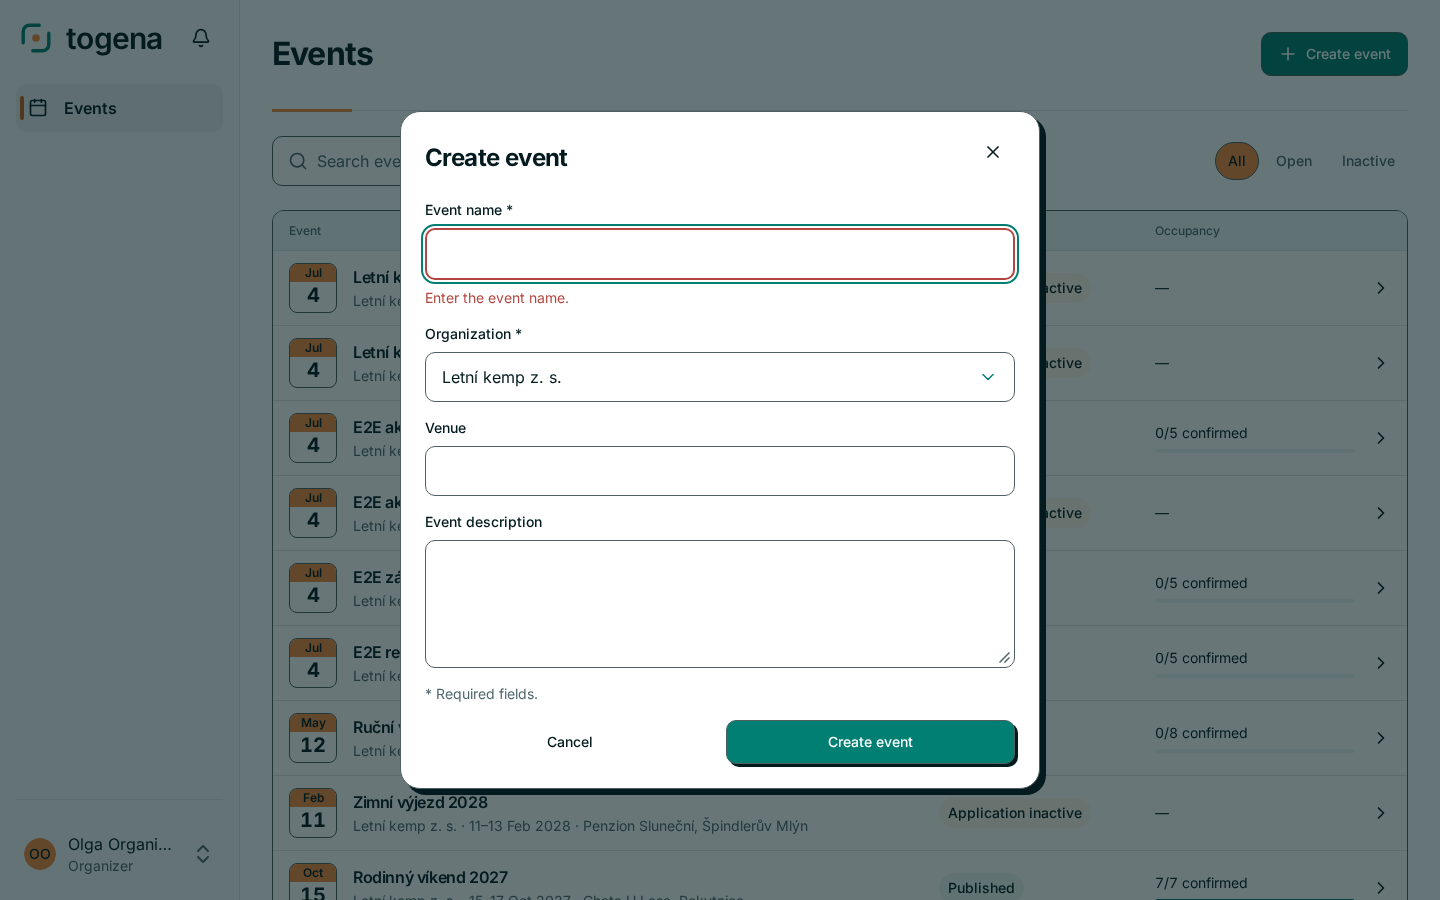 togena
Events
Create event
Events
Search eve
All
Open
Inactive
Event
Occupancy
Create event
Event name *
Enter the event name.
Organization *
Letní kemp z. s.
Venue
Event description
* Required fields.
Cancel
Create event
Jul
4
Letní k
Letní ke
active
—
Jul
4
Letní k
Letní ke
active
—
Jul
4
E2E ak
Letní ke
0/5 confirmed
Jul
4
E2E ak
Letní ke
active
—
Jul
4
E2E zá
Letní ke
0/5 confirmed
Jul
4
E2E re
Letní ke
0/5 confirmed
May
12
Ruční v
Letní ke
0/8 confirmed
Feb
11
Zimní výjezd 2028
Letní kemp z. s. · 11–13 Feb 2028 · Penzion Sluneční, Špindlerův Mlýn
Application inactive
—
Oct
15
Rodinný víkend 2027
Published
7/7 confirmed
OO
Olga Organi...
Organizer